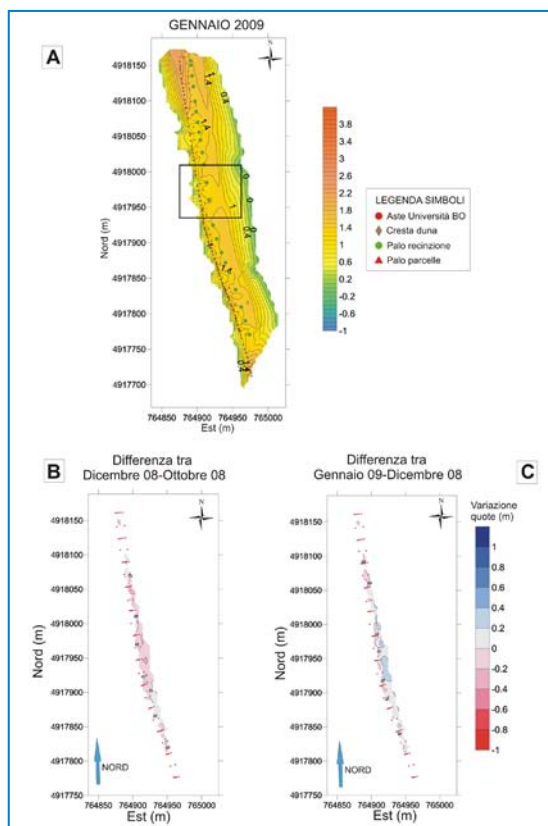 GENNAIO 2009
A
N
4918150
4918100
4918050
4918000
4917950
4917900
4917850
4917800
4917750
4917700
Nord (m)
764850 764900 764950 765000
Est (m)
3.8
3.4
3
2.6
2.2
1.8
1.4
1
0.6
0.2
-0.2
-0.6
-1
LEGENDA SIMBOLI
Aste Università BO
Cresta duna
Palo recinzione
Palo parcelle
B
Differenza tra
Dicembre 08-Ottobre 08
N
4918150
4918100
4918050
4918000
4917950
4917900
4917850
4917800
4917750
Nord (m)
NORD
764850 764900 764950 765000
Est (m)
Differenza tra
Gennaio 09-Dicembre 08
C
N
4918150
4918100
4918050
4918000
4917950
4917900
4917850
4917800
4917750
Nord (m)
NORD
764850 764900 764950 765000
Est (m)
Variazione
quote (m)
1
0.8
0.6
0.4
0.2
0
-0.2
-0.4
-0.6
-0.8
-1